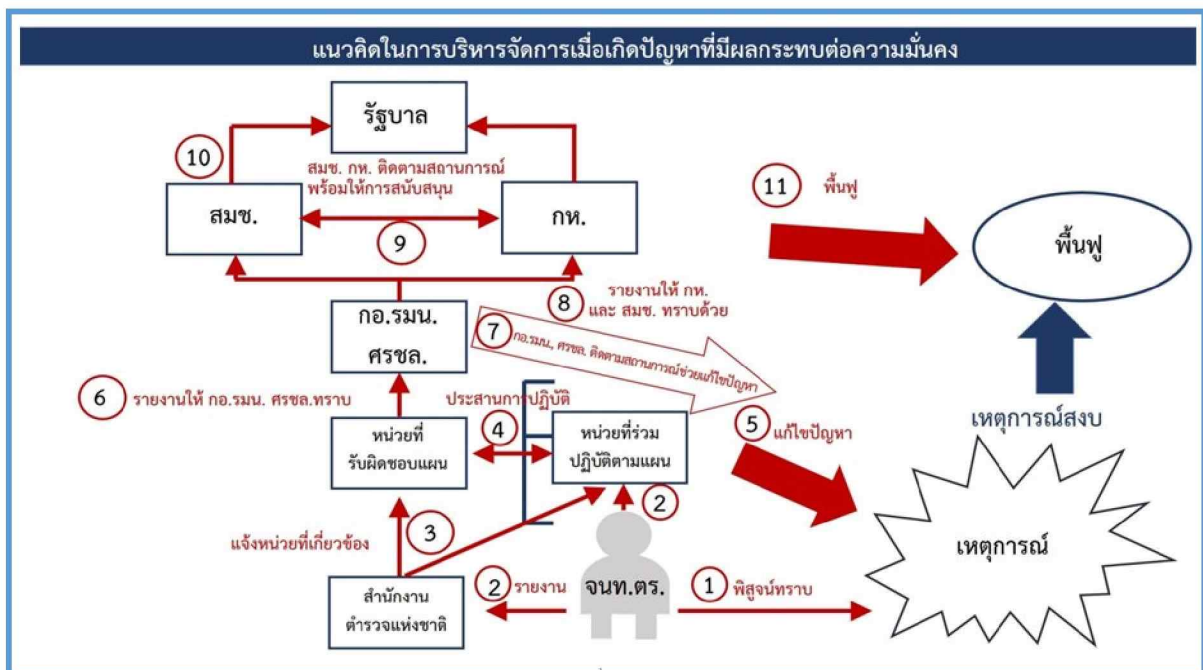 แนวคิดในการบริหารจัดการเมื่อเกิดปัญหาที่มีผลกระทบต่อความมั่นคง
รัฐบาล
10
สมช. กห. ติดตามสถานการณ์
พร้อมให้การสนับสนุน
11
พื้นฟู
สมช.
กห.
9
พื้นฟู
8
รายงานให้ กห.
และ สมช. ทราบด้วย
กอ.รมน.
ศรชล.
7
กอ.รมน., ศรชล. ติดตามสถานการณ์ช่วยแก้ไขปัญหา
6
รายงานให้ กอ.รมน. ศรชล.ทราบ
ประสานการปฏิบัติ
4
หน่วยที่
รับผิดชอบแผน
หน่วยที่ร่วม
ปฏิบัติตามแผน
5
แก้ไขปัญหา
เหตุการณ์สงบ
2
3
แจ้งหน่วยที่เกี่ยวข้อง
เหตุการณ์
สำนักงาน
ตำรวจแห่งชาติ
2
รายงาน
จนท.ตร.
1
พิสูจน์ทราบ